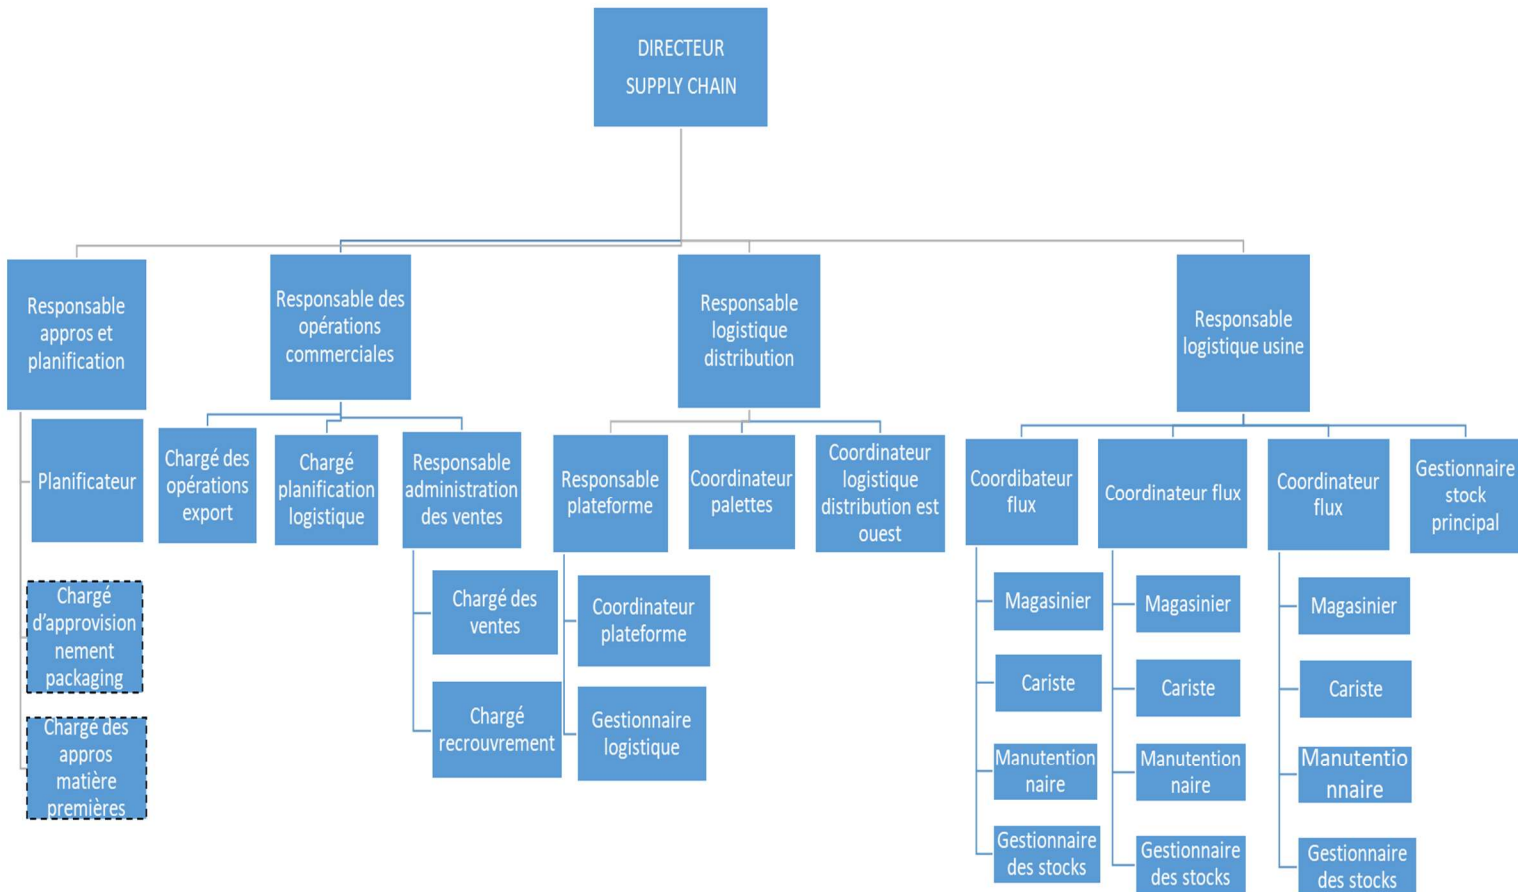 DIRECTEUR
SUPPLY CHAIN
Responsable
appros et
planification
Responsable des
opérations
commerciales
Responsable
logistique
distribution
Responsable
logistique usine
Planificateur
Chargé des
opérations
export
Chargé
planification
logistique
Responsable
administration
des ventes
Responsable
plateforme
Coordinateur
palettes
Coordinateur
logistique
distribution est
ouest
Coordibateur
flux
Coordinateur flux
Coordinateur
flux
Gestionnaire
stock
principal
Chargé
d’approvision
nement
packaging
Chargé des
appros
matière
premières
Chargé des
ventes
Chargé
recrouvrement
Coordinateur
plateforme
Gestionnaire
logistique
Magasinier
Cariste
Manutention
naire
Gestionnaire
des stocks
Magasinier
Cariste
Manutention
naire
Gestionnaire
des stocks
Magasinier
Cariste
Manutentio
nnaire
Gestionnaire
des stocks